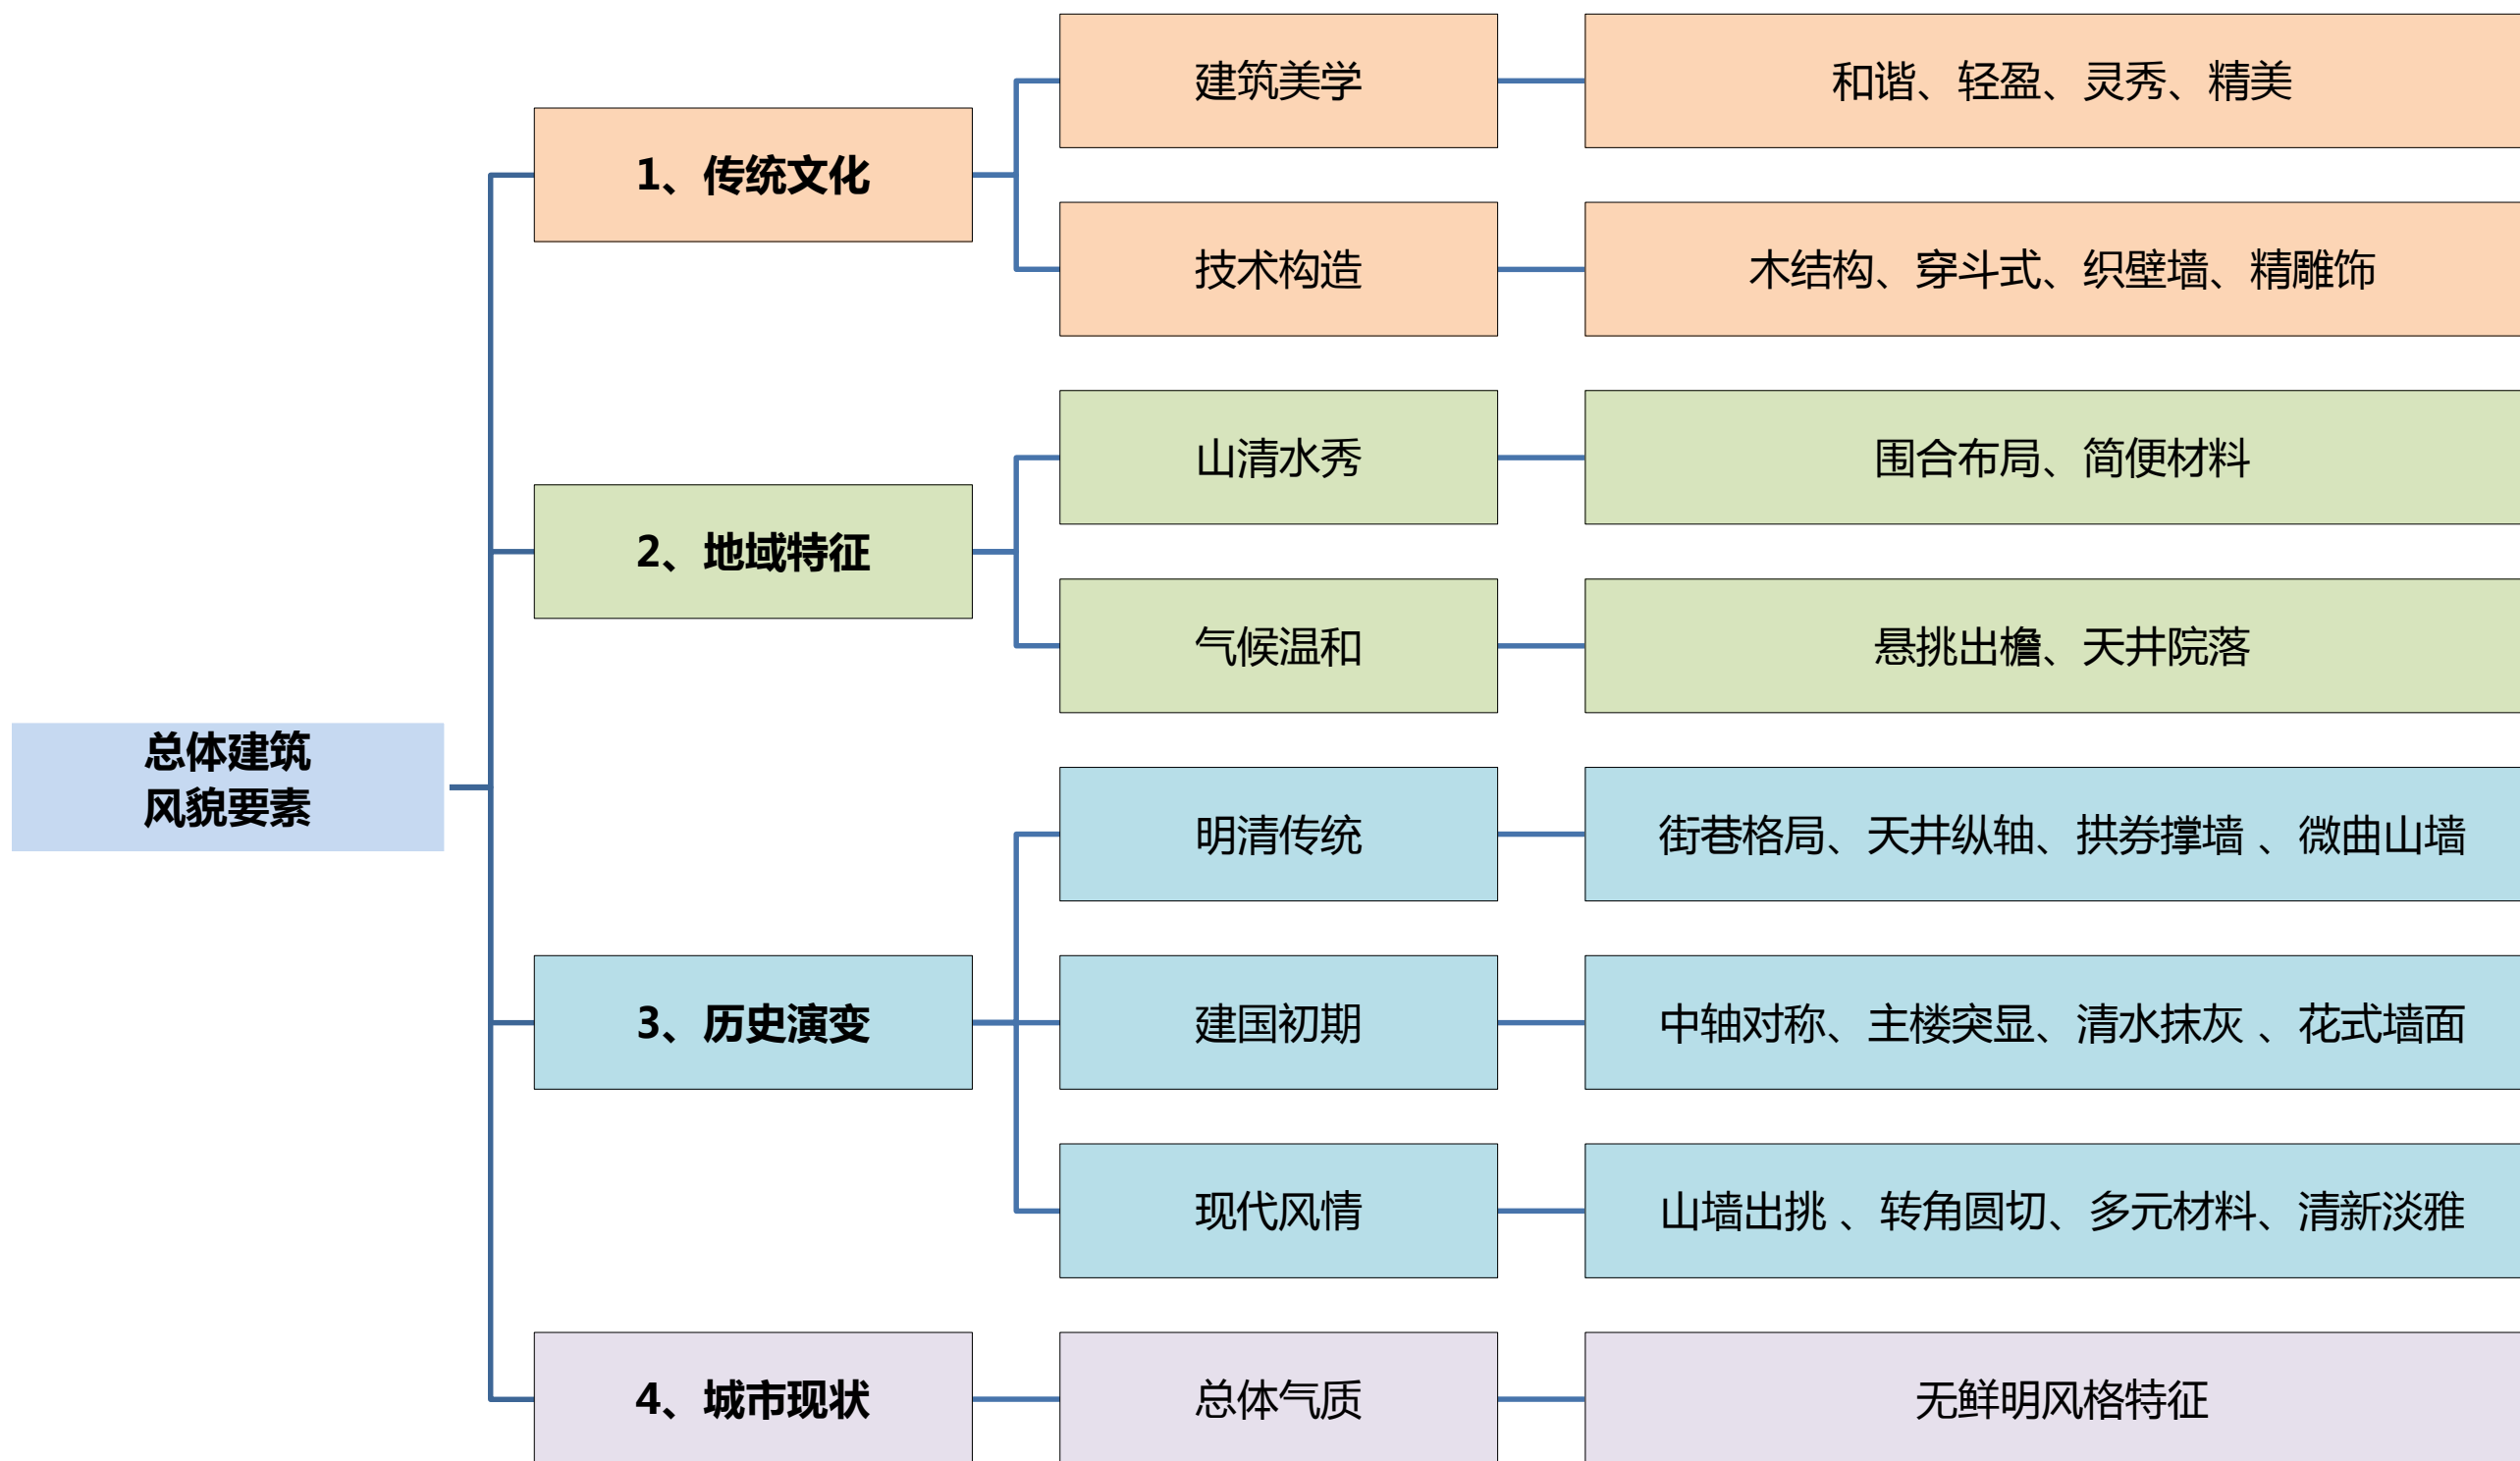 总体建筑
风貌要素
1、传统文化
建筑美学
和谐、轻盈、灵秀、精美
技术构造
木结构、穿斗式、织壁墙、精雕饰
2、地域特征
山清水秀
围合布局、简便材料
气候温和
悬挑出檐、天井院落
3、历史演变
明清传统
街巷格局、天井纵轴、拱券撑墙 、微曲山墙
建国初期
中轴对称、主楼突显、清水抹灰 、花式墙面
现代风情
山墙出挑 、转角圆切、多元材料、清新淡雅
4、城市现状
总体气质
无鲜明风格特征